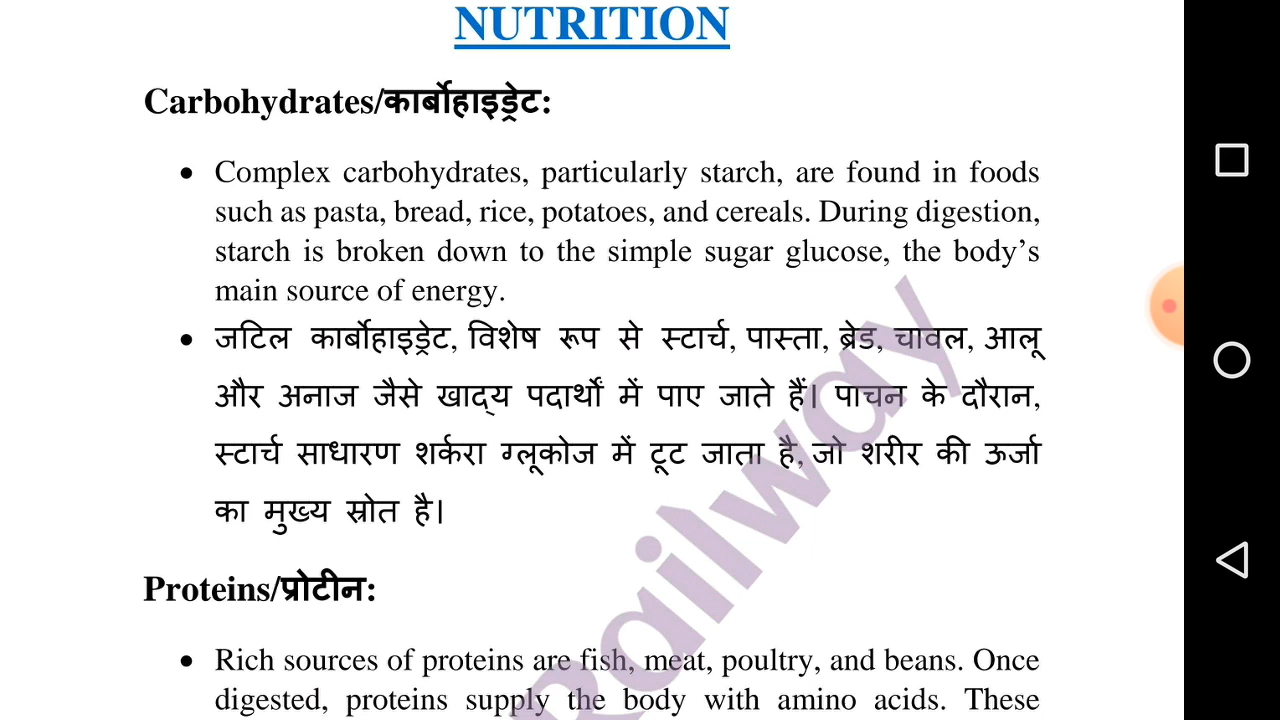 NUTRITION
Carbohydrates/कार्बोहाइड्रेट:
• Complex carbohydrates, particularly starch, are found in foods
such as pasta, bread, rice, potatoes, and cereals. During digestion,
starch is broken down to the simple sugar glucose, the body’s
main source of energy.
• जटिल कार्बोहाइड्रेट, विशेष रूप से स्टार्च, पास्ता, ब्रेड, चावल, आलू
और अनाज जैसे खाद्य पदार्थों में पाए जाते हैं। पाचन के दौरान,
स्टार्च साधारण शर्करा ग्लूकोज में टूट जाता है, जो शरीर की ऊर्जा
का मुख्य स्रोत है।
Proteins/प्रोटीन:
• Rich sources of proteins are fish, meat, poultry, and beans. Once
digested, proteins supply the body with amino acids. These
Railway